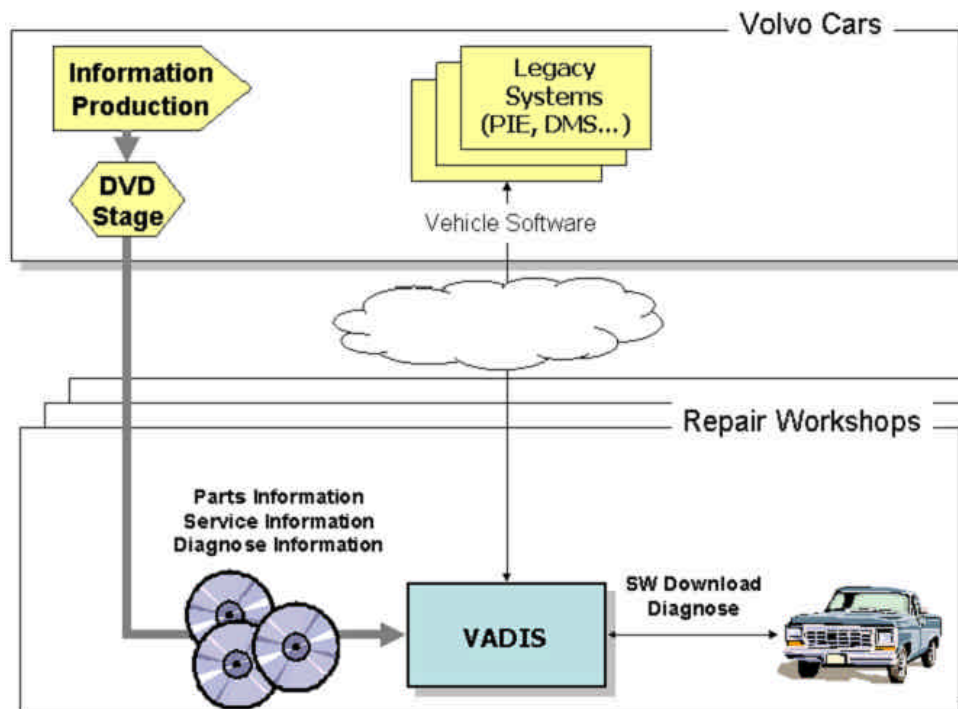 Volvo Cars
Information
Production
Legacy
Systems
(PIE, DMS...)
DVD
Stage
Vehicle Software
Repair Workshops
Parts Information
Service Information
Diagnose Information
SW Download
Diagnose
VADIS